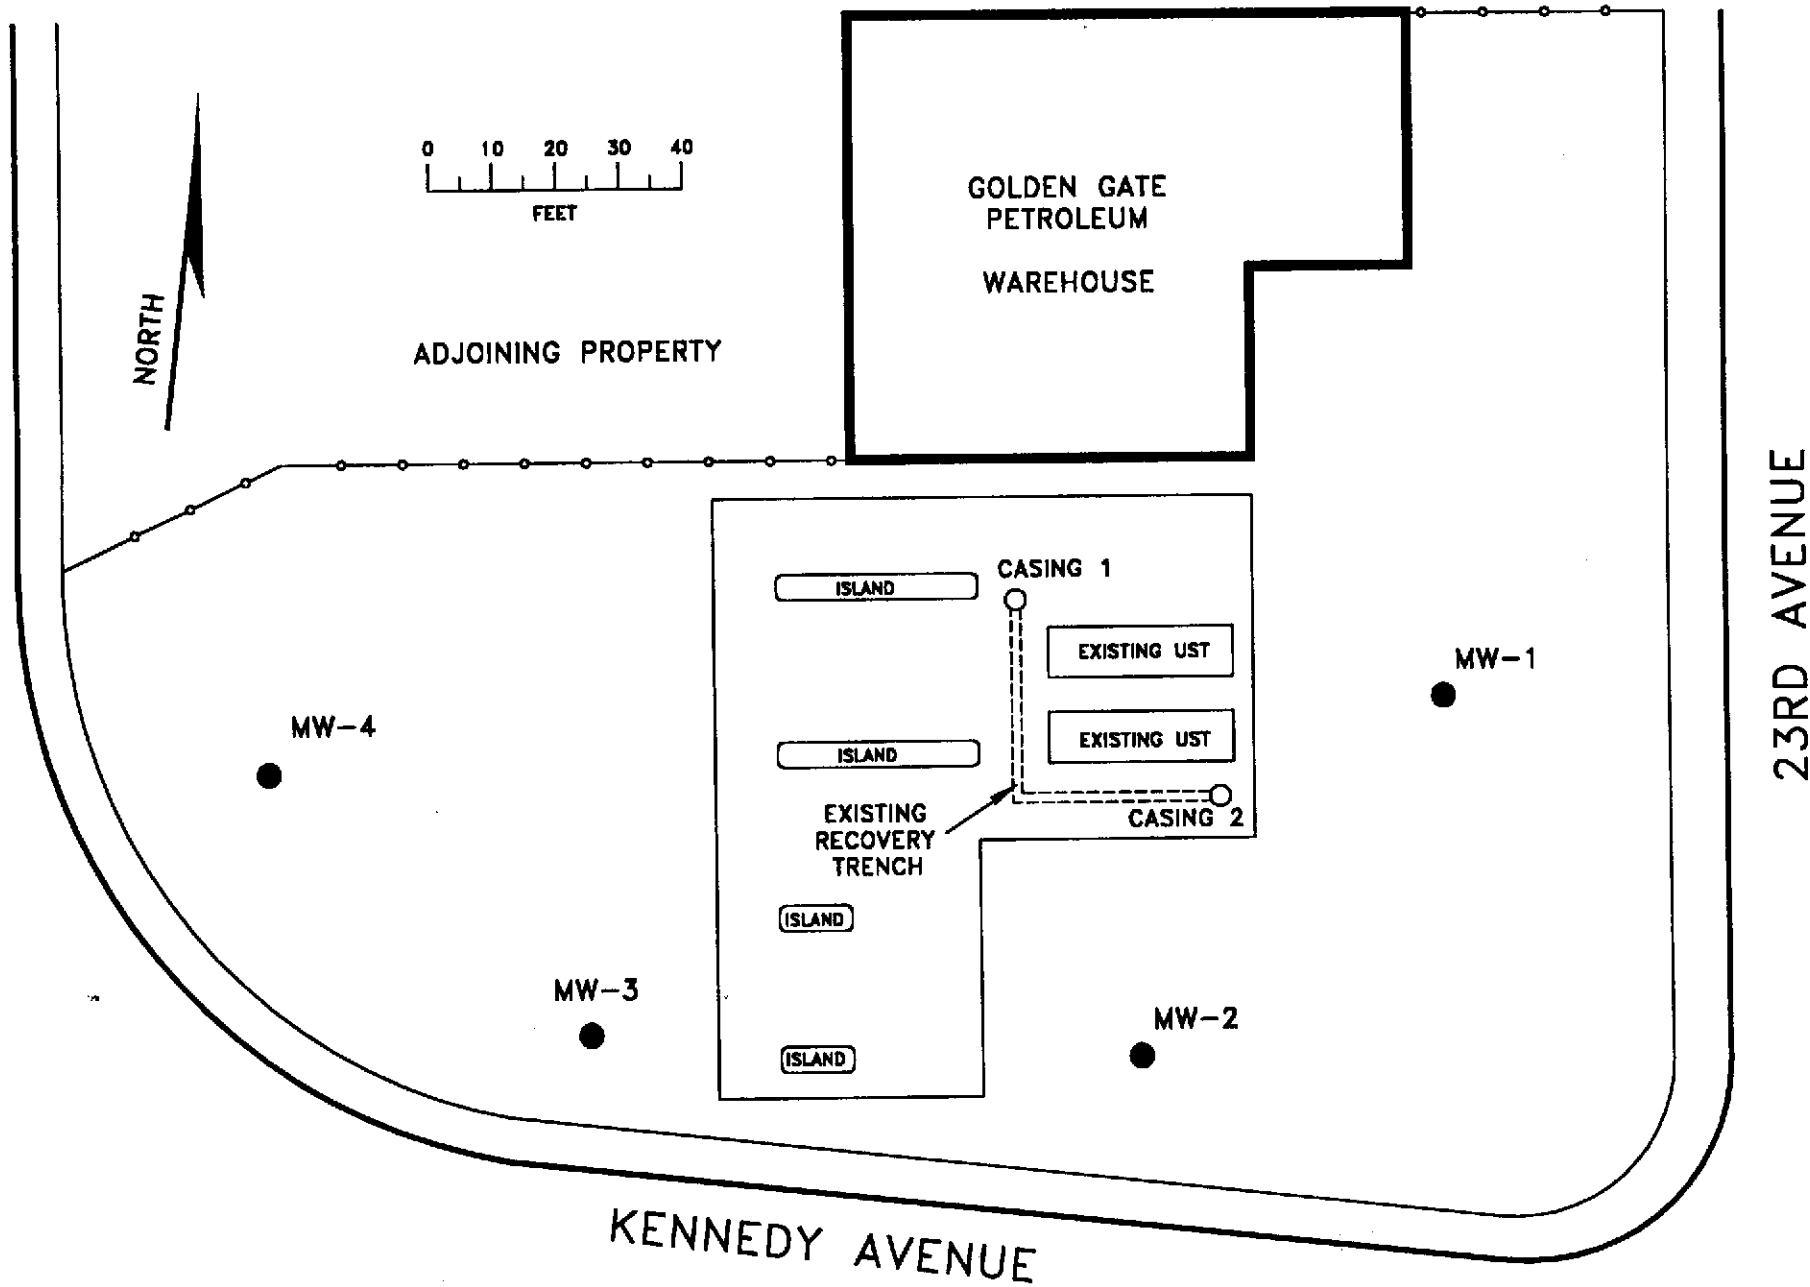 0 10 20 30 40
FEET
GOLDEN GATE
PETROLEUM
WAREHOUSE
NORTH
ADJOINING PROPERTY
23RD AVENUE
CASING 1
ISLAND
EXISTING UST
MW-1
MW-4
EXISTING UST
ISLAND
EXISTING
RECOVERY
TRENCH
CASING 2
ISLAND
MW-3
MW-2
ISLAND
KENNEDY AVENUE